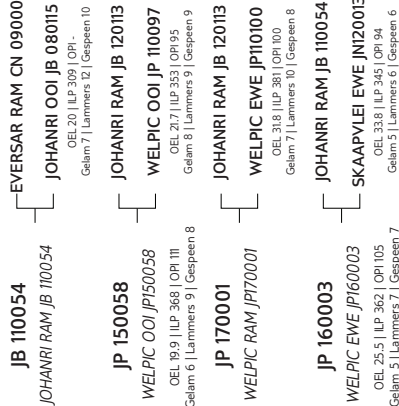 EVERSAR RAM CN 09000
JOHANRI OOI JB 080115
OEL 20 | ILP 309 | OPI -
Gelam 7 | Lammers 12 | Gespeen 10
JB 110054
JOHANRI RAM JB 110054
JOHANRI RAM JB 120113
WELPIC OOI JP 110097
OEL 21.7 | ILP 353 | OPI 95
Gelam 8 | Lammers 9 | Gespeen 9
JP 150058
WELPIC OOI JP150058
OEL 19.9 | ILP 368 | OPI 111
Gelam 6 | Lammers 9 | Gespeen 8
JOHANRI RAM JB 120113
WELPIC EWE JP110100
OEL 31.8 | ILP 381 | OPI 100
Gelam 7 | Lammers 10 | Gespeen 8
JP 170001
WELPIC RAM JP170001
JOHANRI RAM JB 110054
SKAAPVLEI EWE JN120013
OEL 33.8 | ILP 345 | OPI 94
Gelam 5 | Lammers 6 | Gespeen 6
JP 160003
WELPIC EWE JP160003
OEL 25.5 | ILP 362 | OPI 105
Gelam 5 | Lammers 7 | Gespeen 7